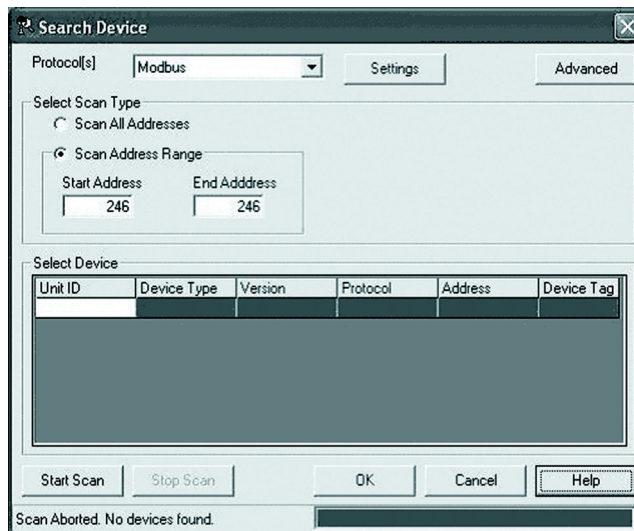 Search Device
Protocol[s] Modbus Settings Advanced
Select Scan Type
Scan All Addresses
Scan Address Range
Start Address End Adddress
246 246
Select Device
Unit ID Device Type Version Protocol Address Device Tag
Start Scan Stop Scan OK Cancel Help
Scan Aborted. No devices found.